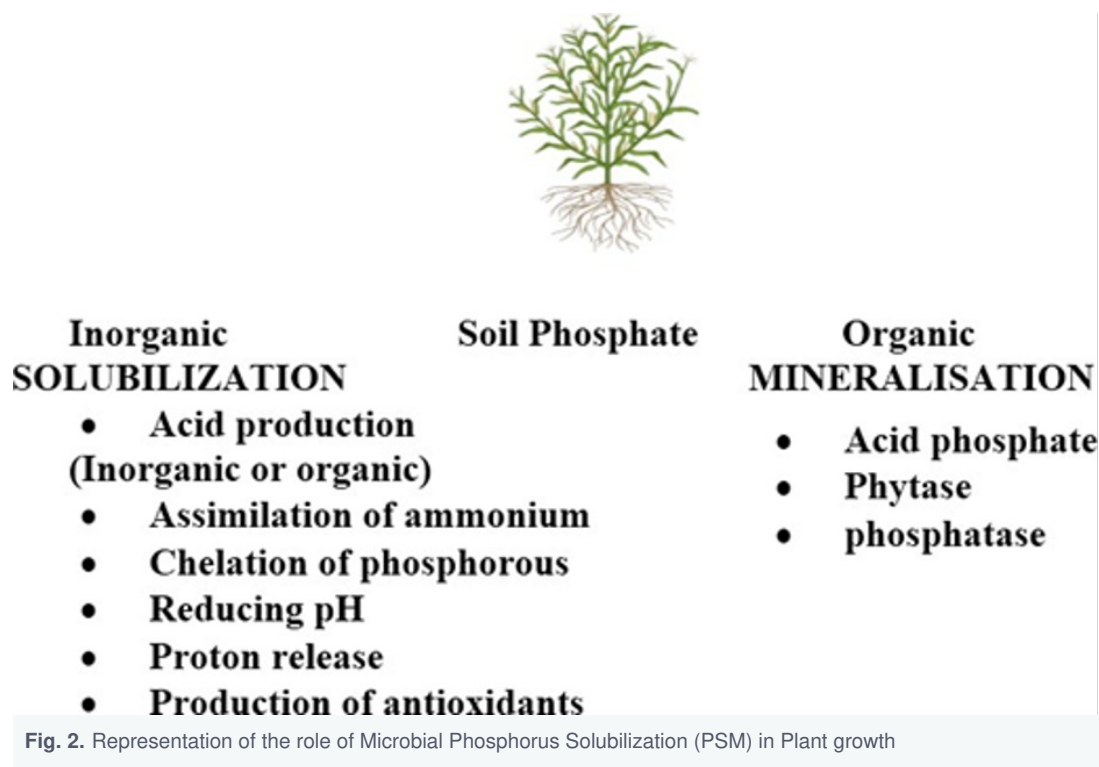 Inorganic Soil Phosphate Organic
SOLUBILIZATION MINERALISATION
• Acid production
(Inorganic or organic)
• Assimilation of ammonium
• Chelation of phosphorous
• Reducing pH
• Proton release
• Production of antioxidants
• Acid phosphate
• Phytase
• phosphatase
Fig. 2. Representation of the role of Microbial Phosphorus Solubilization (PSM) in Plant growth